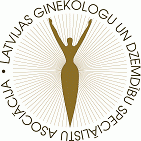 LATVIJAS GINEKOLOGU UN DZEMDĪBU SPECIĀLISTU ASOCIĀCIJA •